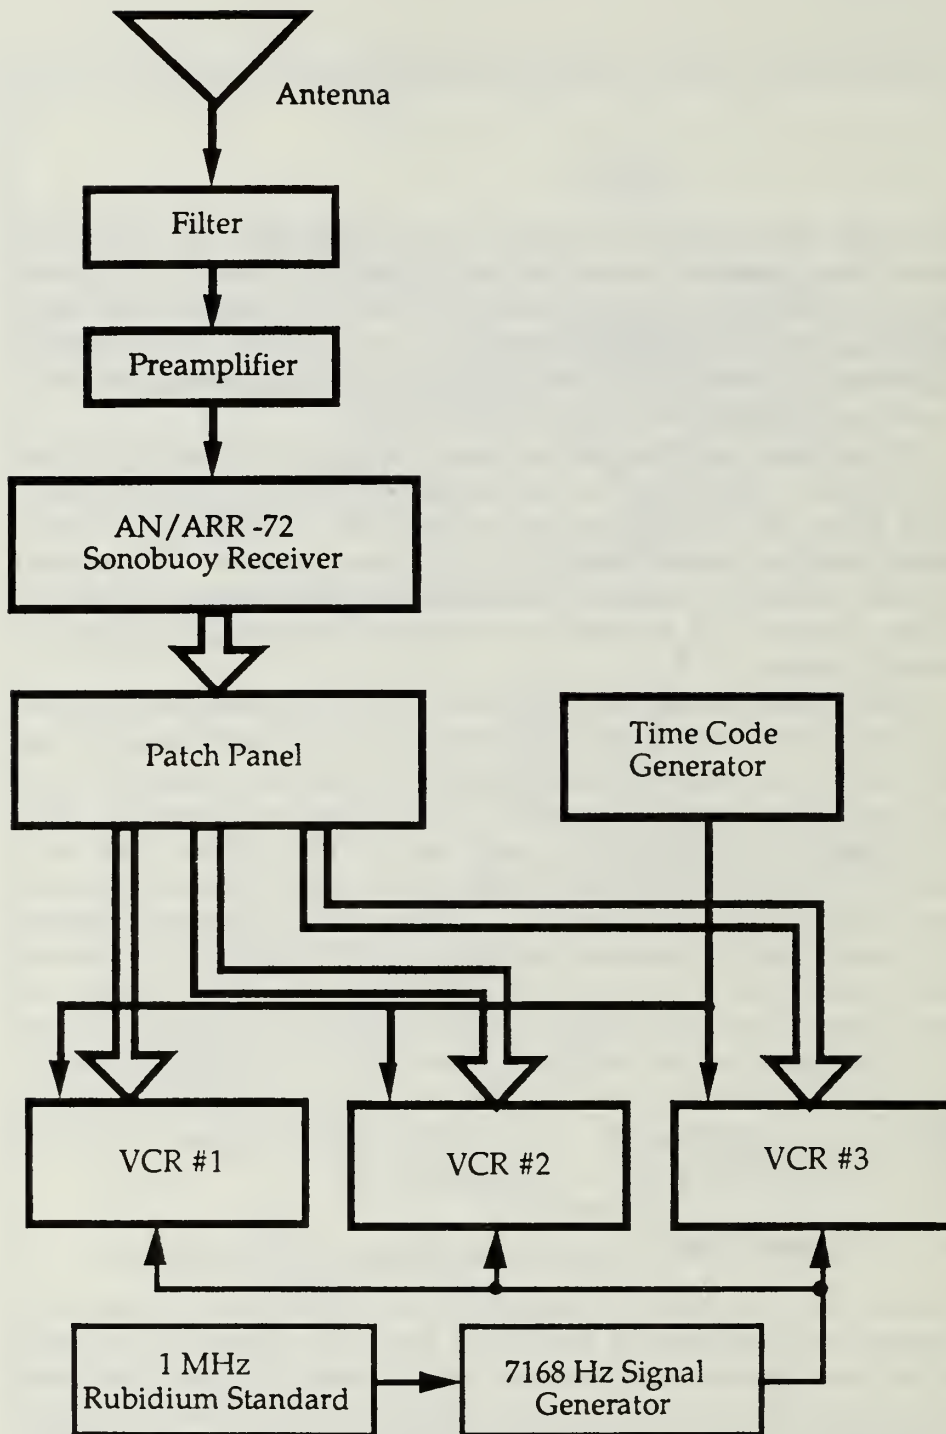 Antenna
Filter
Preamplifier
AN/ARR -72
Sonobuoy Receiver
Patch Panel
Time Code
Generator
VCR #1
VCR #2
VCR #3
1 MHz
Rubidium Standard
7168 Hz Signal
Generator